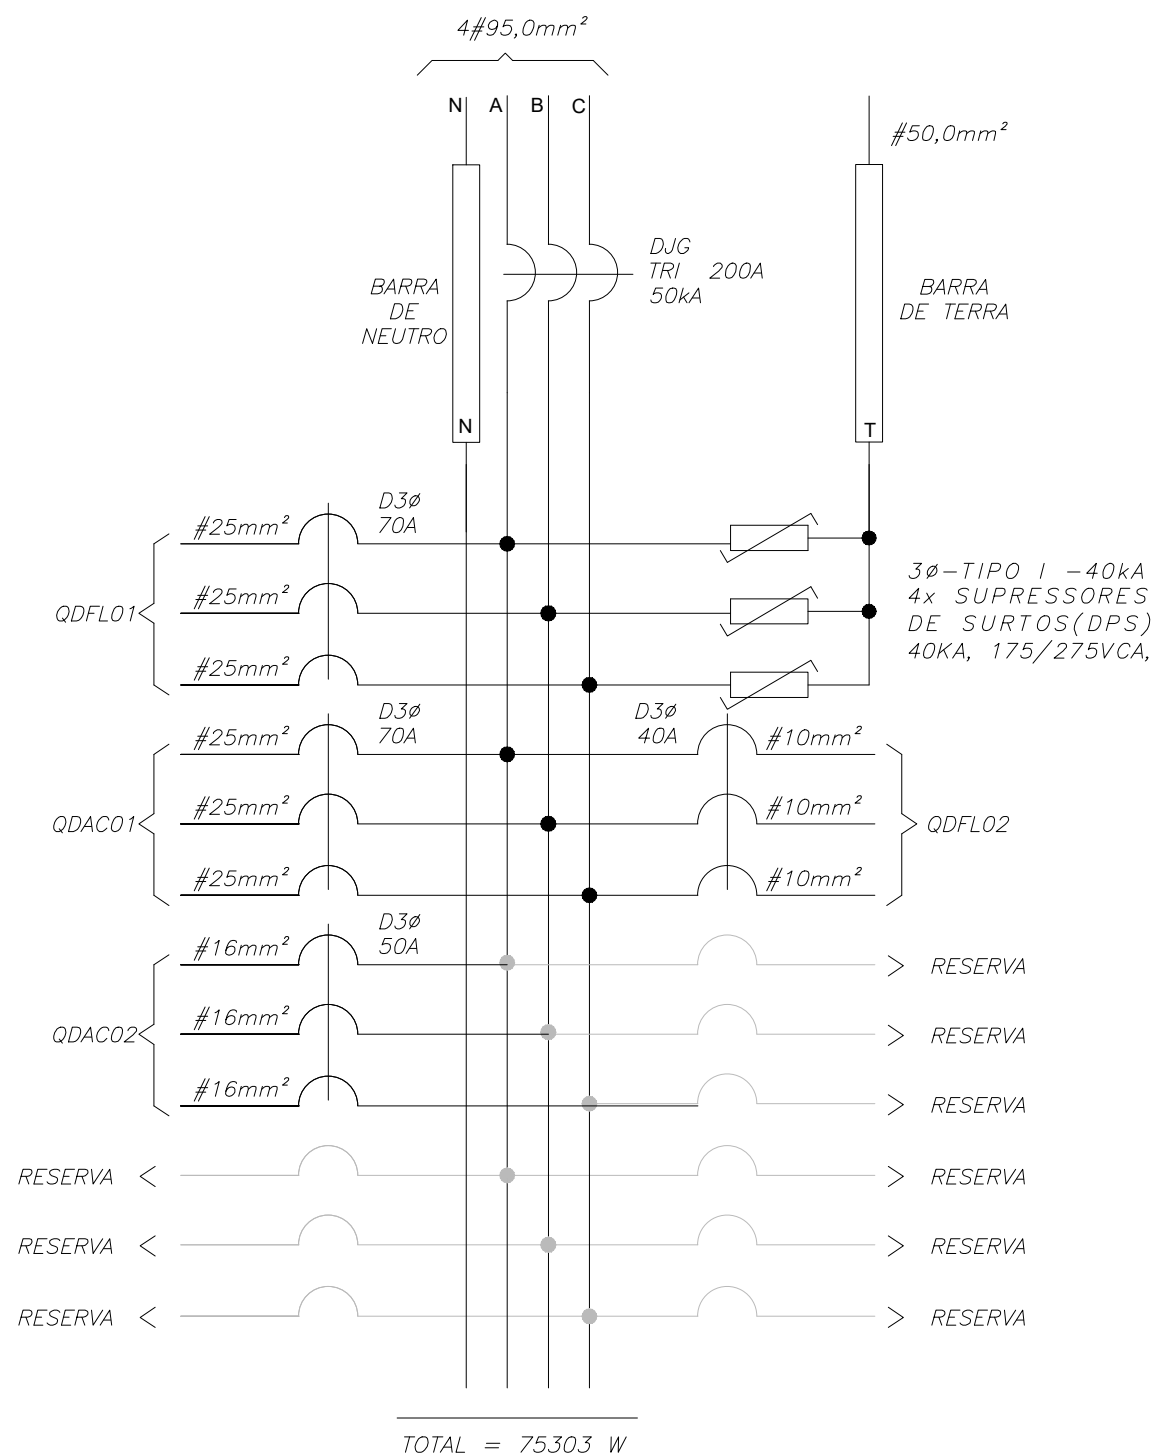 4#95,0mm²
N A B C
#50,0mm²
DJG
TRI 200A
50kA
BARRA
DE
NEUTRO
BARRA
DE TERRA
N
T
D3ø
70A
#25mm²
#25mm²
#25mm²
QDFL01
3ø-TIPO I -40kA
4x SUPRESSORES
DE SURTOS(DPS)
40KA, 175/275VCA,
D3ø
70A
#25mm²
#25mm²
#25mm²
QDAC01
D3ø
40A
#10mm²
#10mm²
#10mm²
QDFL02
D3ø
50A
#16mm²
#16mm²
#16mm²
QDAC02
RESERVA
RESERVA
RESERVA
RESERVA < > RESERVA
RESERVA < > RESERVA
RESERVA < > RESERVA
TOTAL = 75303 W